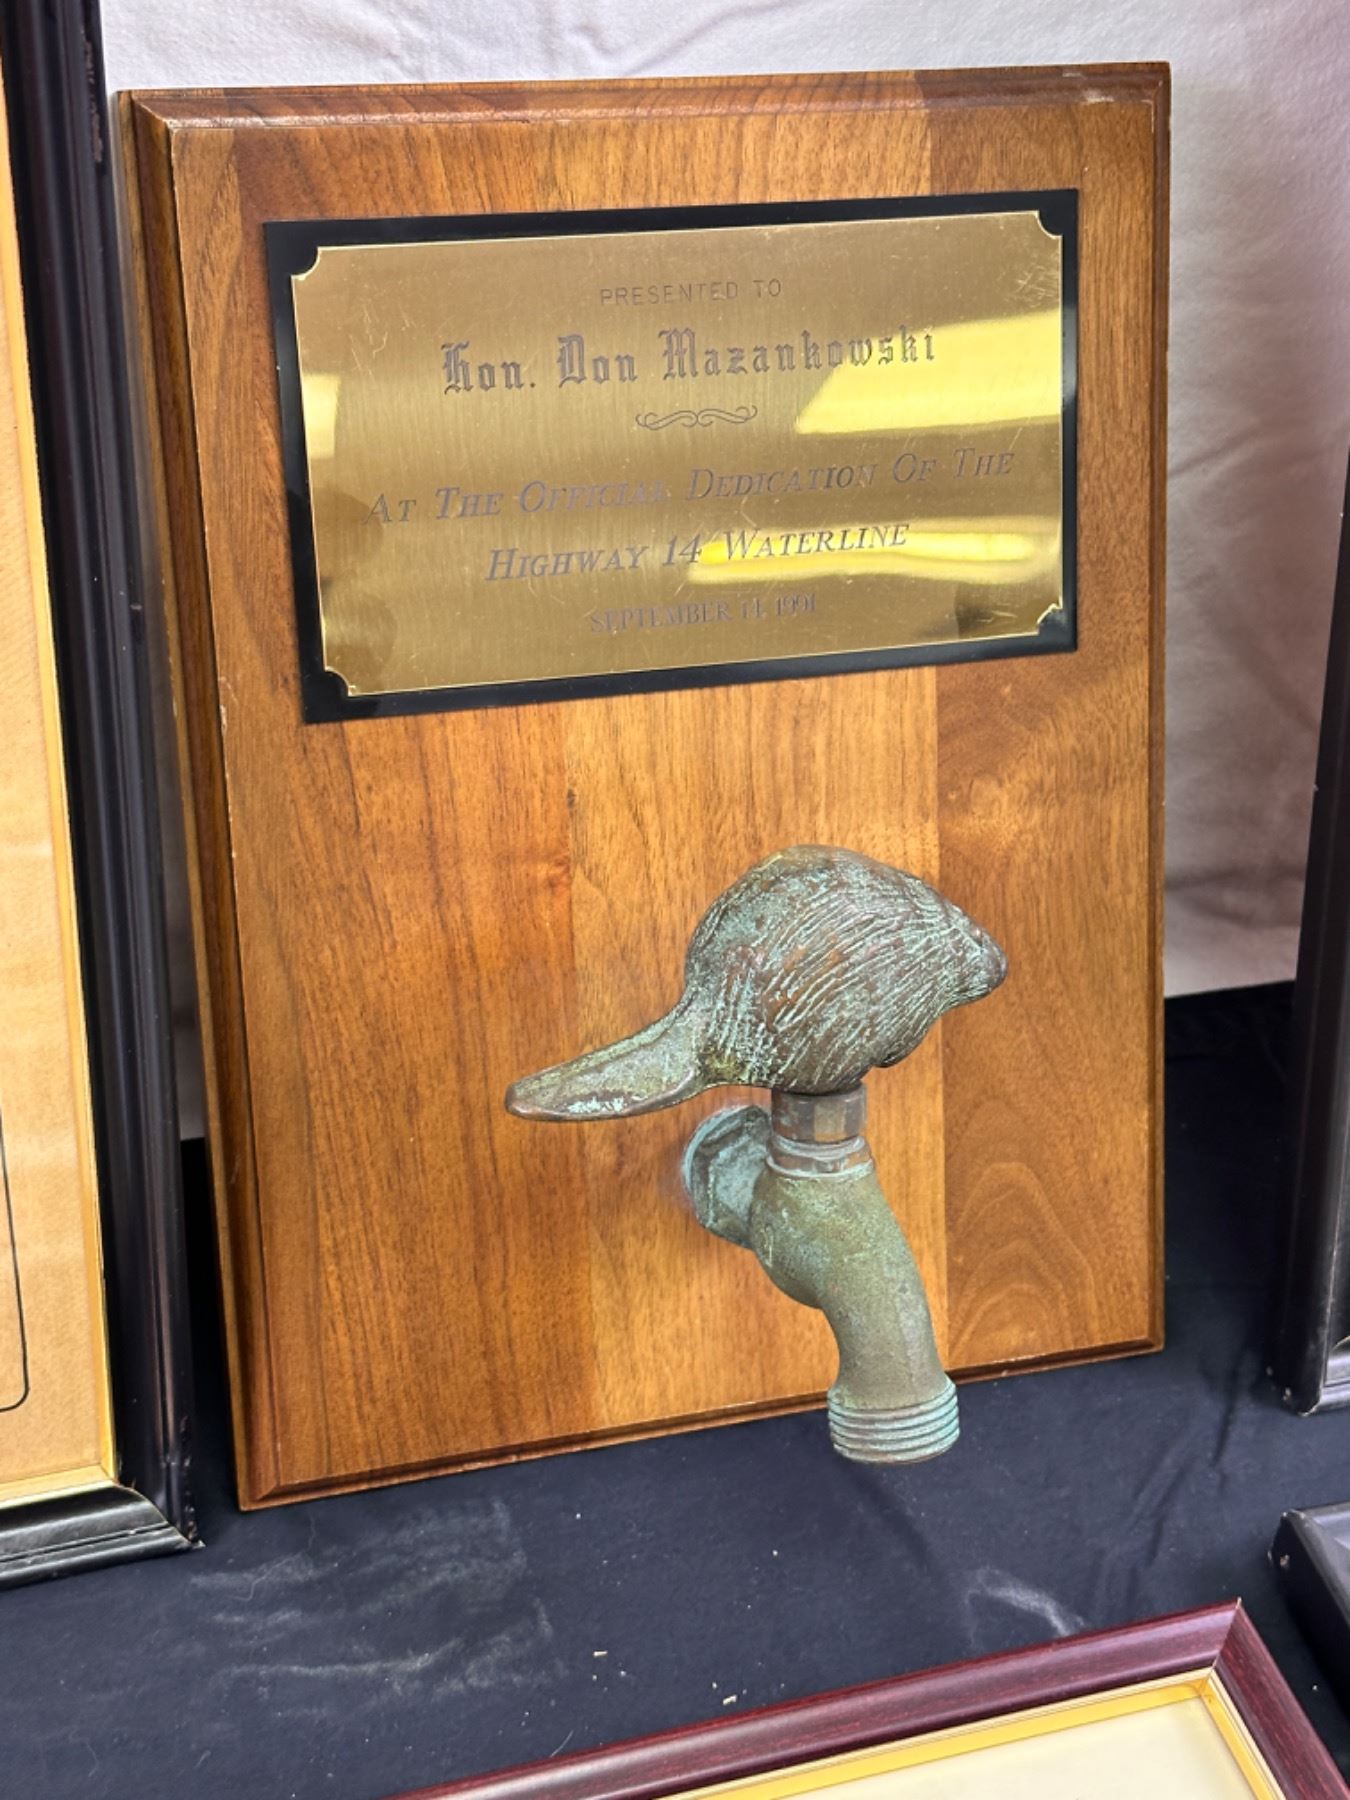 PRESENTED TO
Hon. Don Mazankowski
AT THE OFFICIAL DEDICATION OF THE
HIGHWAY 14 WATERLINE
SEPTEMBER 14, 1991